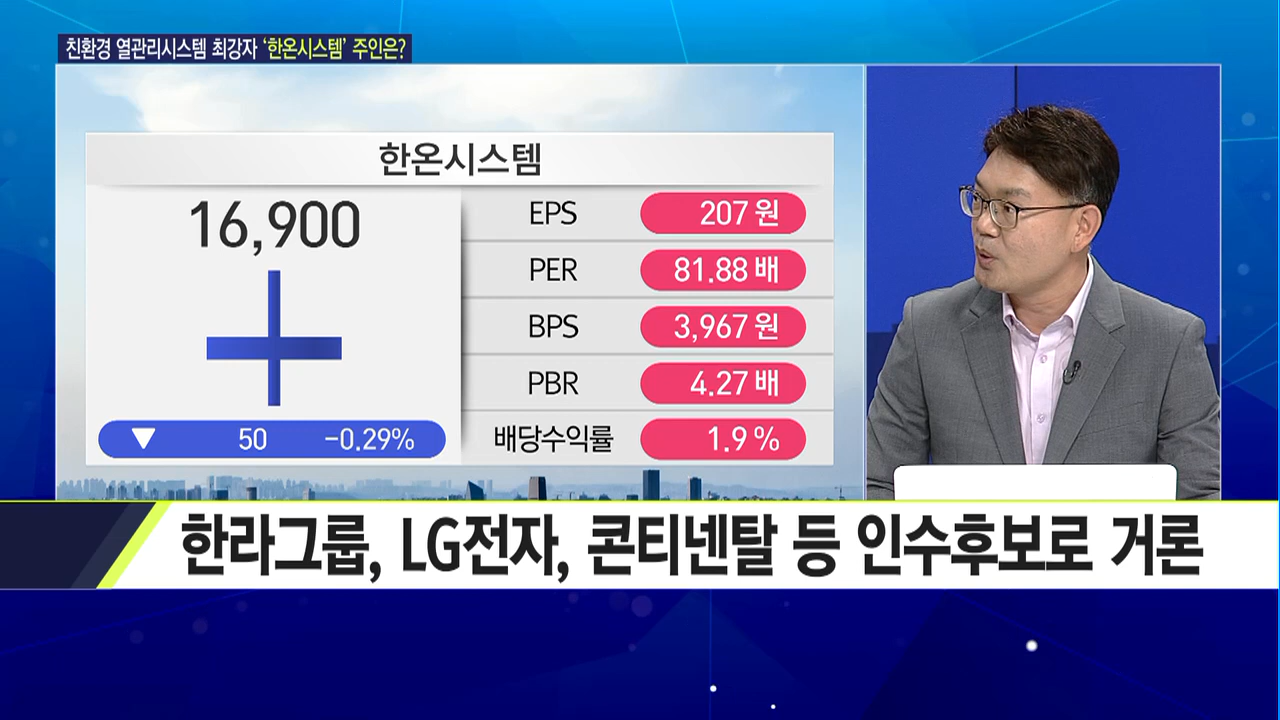 친환경 열관리시스템 최강자 ‘한온시스템’ 주인은?
한온시스템
16,900
▼ 50 -0.29%
EPS 207 원
PER 81.88 배
BPS 3,967 원
PBR 4.27 배
배당수익률 1.9 %
한라그룹, LG전자, 콘티넨탈 등 인수후보로 거론